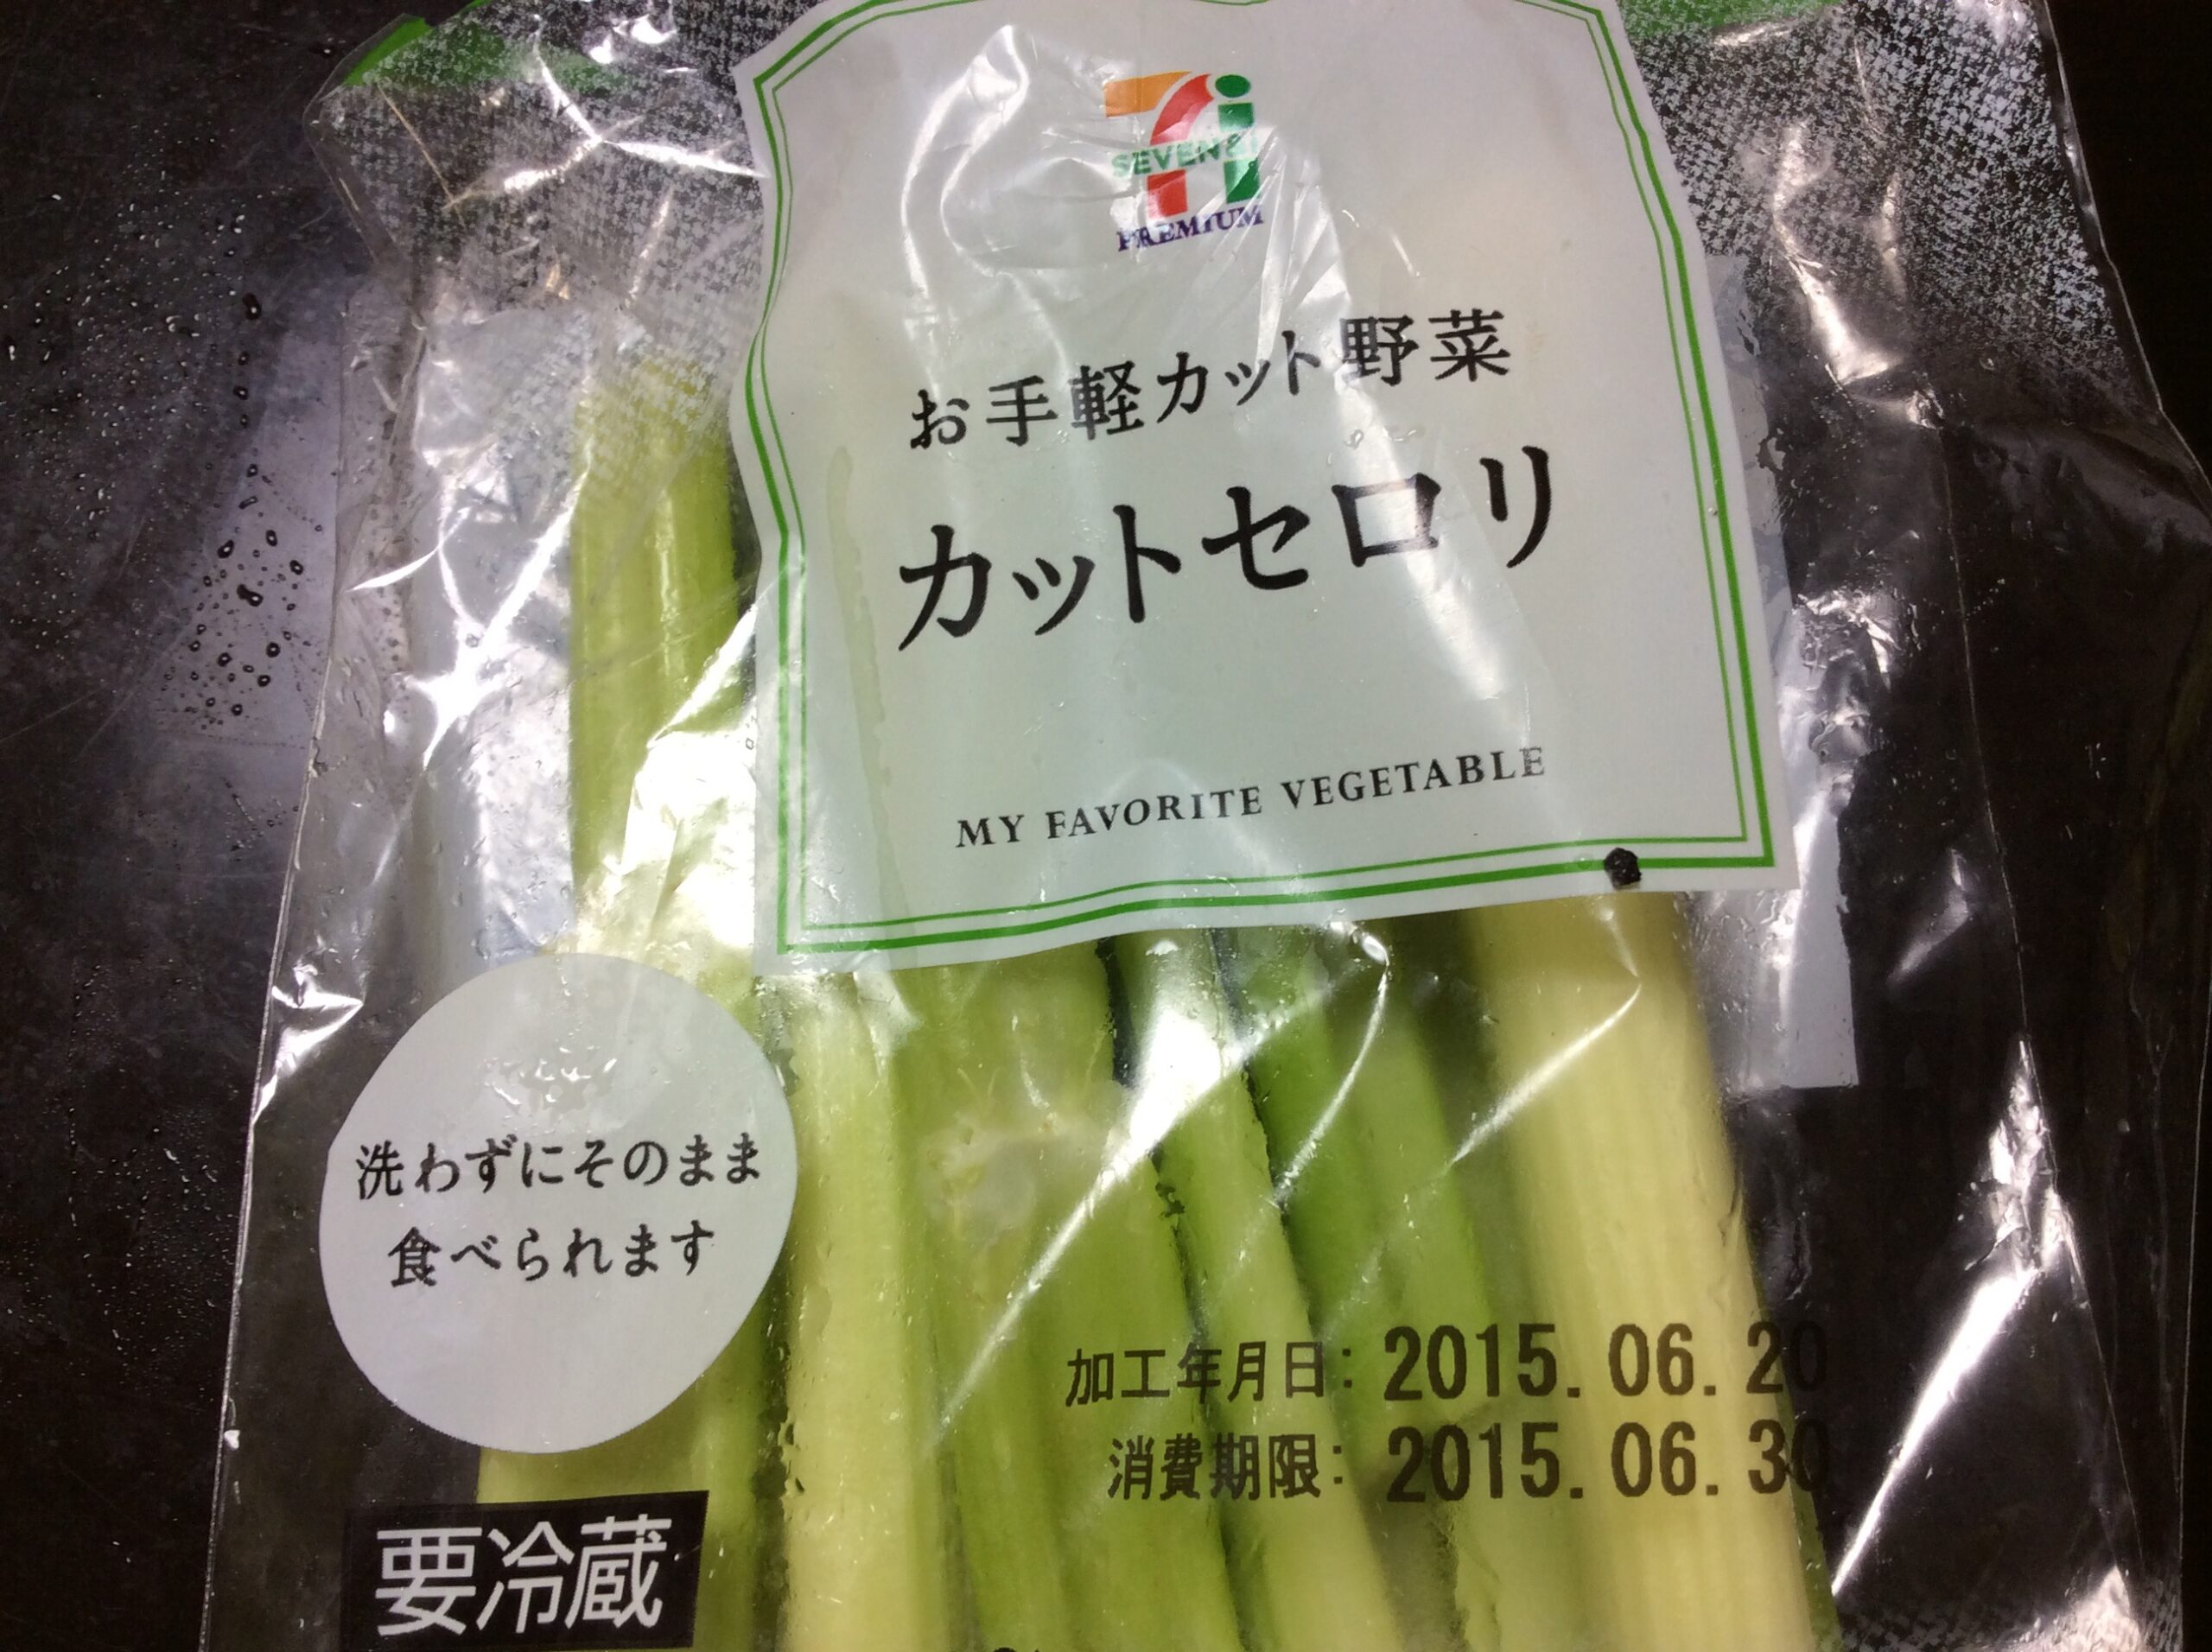 SEVEN&i
PREMIUM
お手軽カット野菜
カットセロリ
MY FAVORITE VEGETABLE
洗わずにそのまま
食べられます
加工年月日: 2015.06.20
消費期限: 2015.06.30
要冷蔵